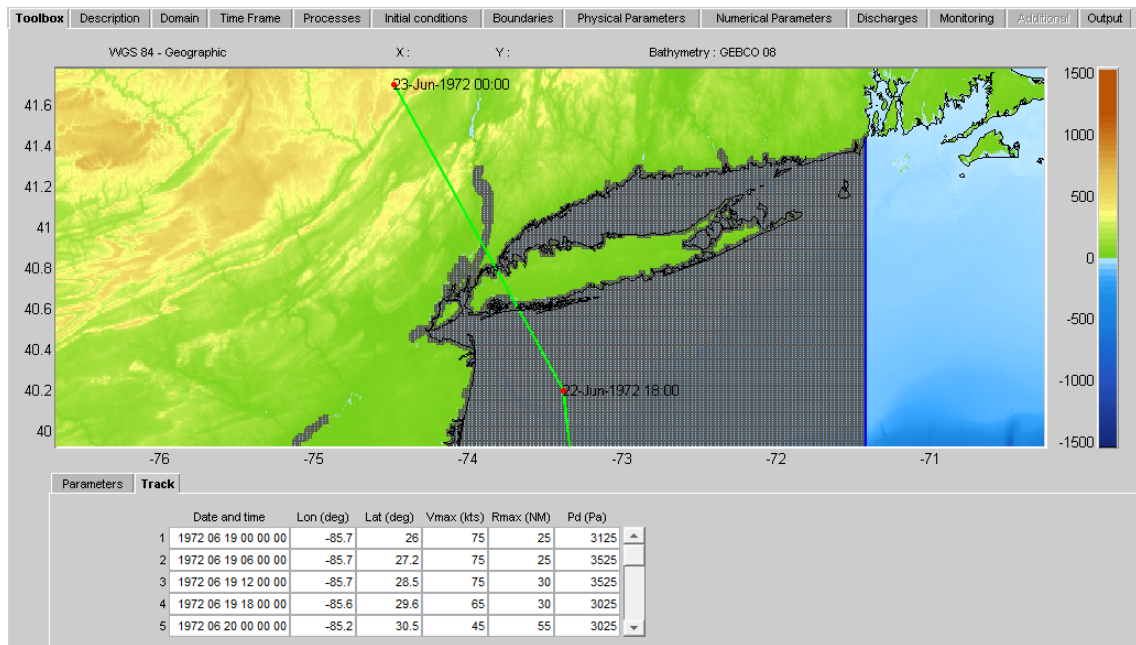 Toolbox Description Domain Time Frame Processes Initial conditions Boundaries Physical Parameters Numerical Parameters Discharges Monitoring Additional Output
WGS 84 - Geographic X : Y : Bathymetry : GEBCO 08
23-Jun-1972 00:00
22-Jun-1972 18:00
41.6
41.4
41.2
41
40.8
40.6
40.4
40.2
40
-76 -75 -74 -73 -72 -71
1500
1000
500
0
-500
-1000
-1500
Parameters Track
Date and time Lon (deg) Lat (deg) Vmax (kts) Rmax (NM) Pd (Pa)
1 1972 06 19 00 00 00 -85.7 26 75 25 3125
2 1972 06 19 06 00 00 -85.7 27.2 75 25 3525
3 1972 06 19 12 00 00 -85.7 28.5 75 30 3525
4 1972 06 19 18 00 00 -85.6 29.6 65 30 3025
5 1972 06 20 00 00 00 -85.2 30.5 45 55 3025